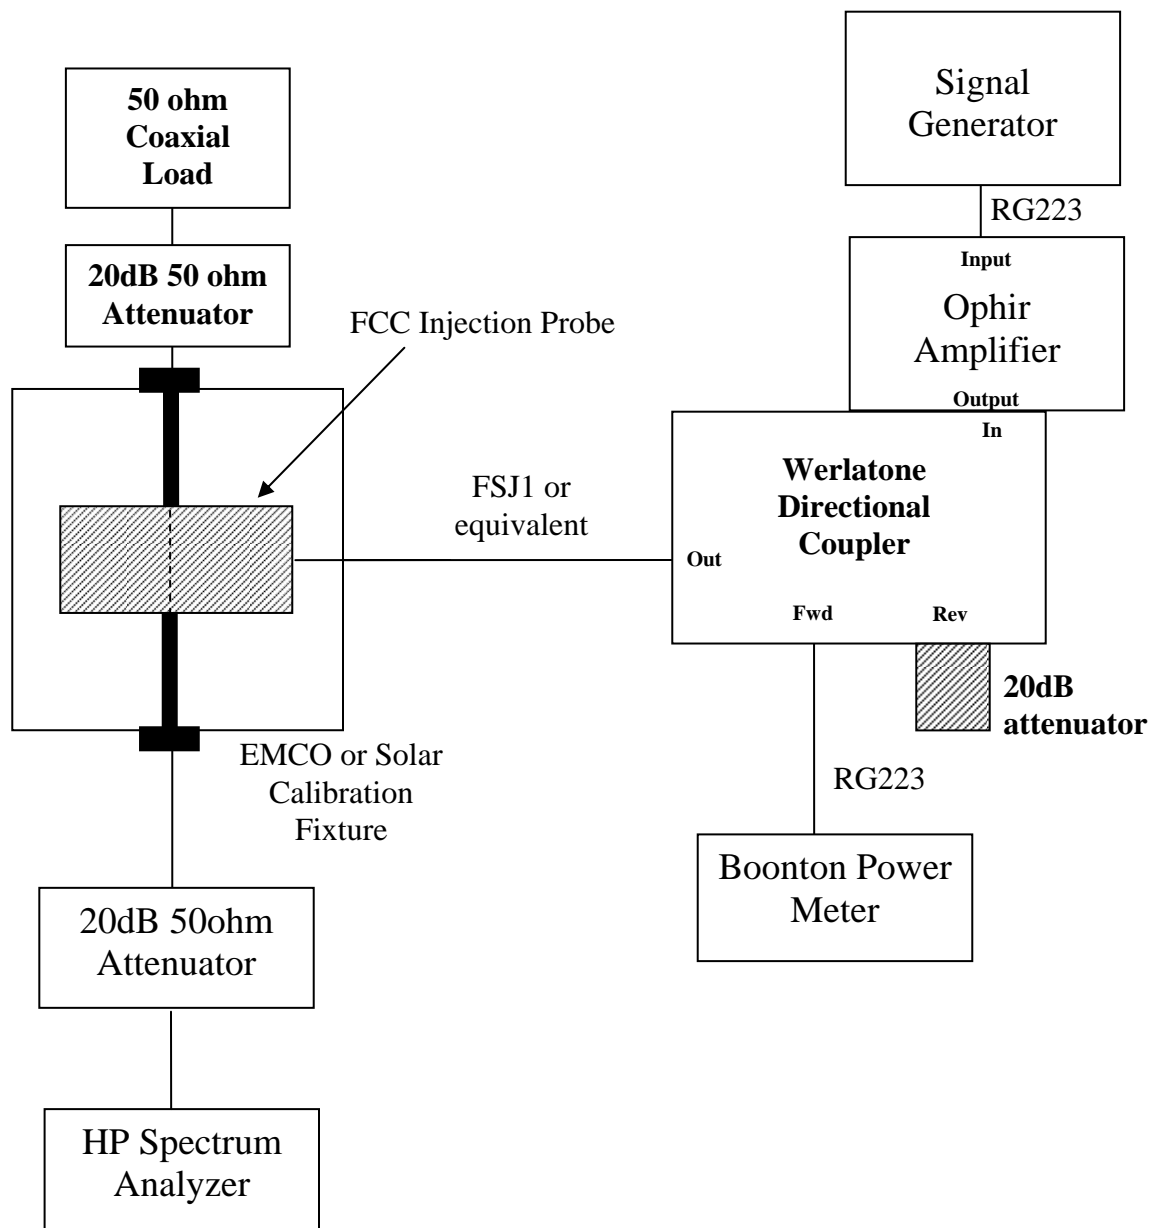 50 ohm
Coaxial
Load
20dB 50 ohm
Attenuator
FCC Injection Probe
EMCO or Solar
Calibration
Fixture
20dB 50ohm
Attenuator
HP Spectrum
Analyzer
FSJ1 or
equivalent
Signal
Generator
RG223
Input
Ophir
Amplifier
Output
In
Werlatone
Directional
Coupler
Out
Fwd
Rev
20dB
attenuator
RG223
Boonton Power
Meter